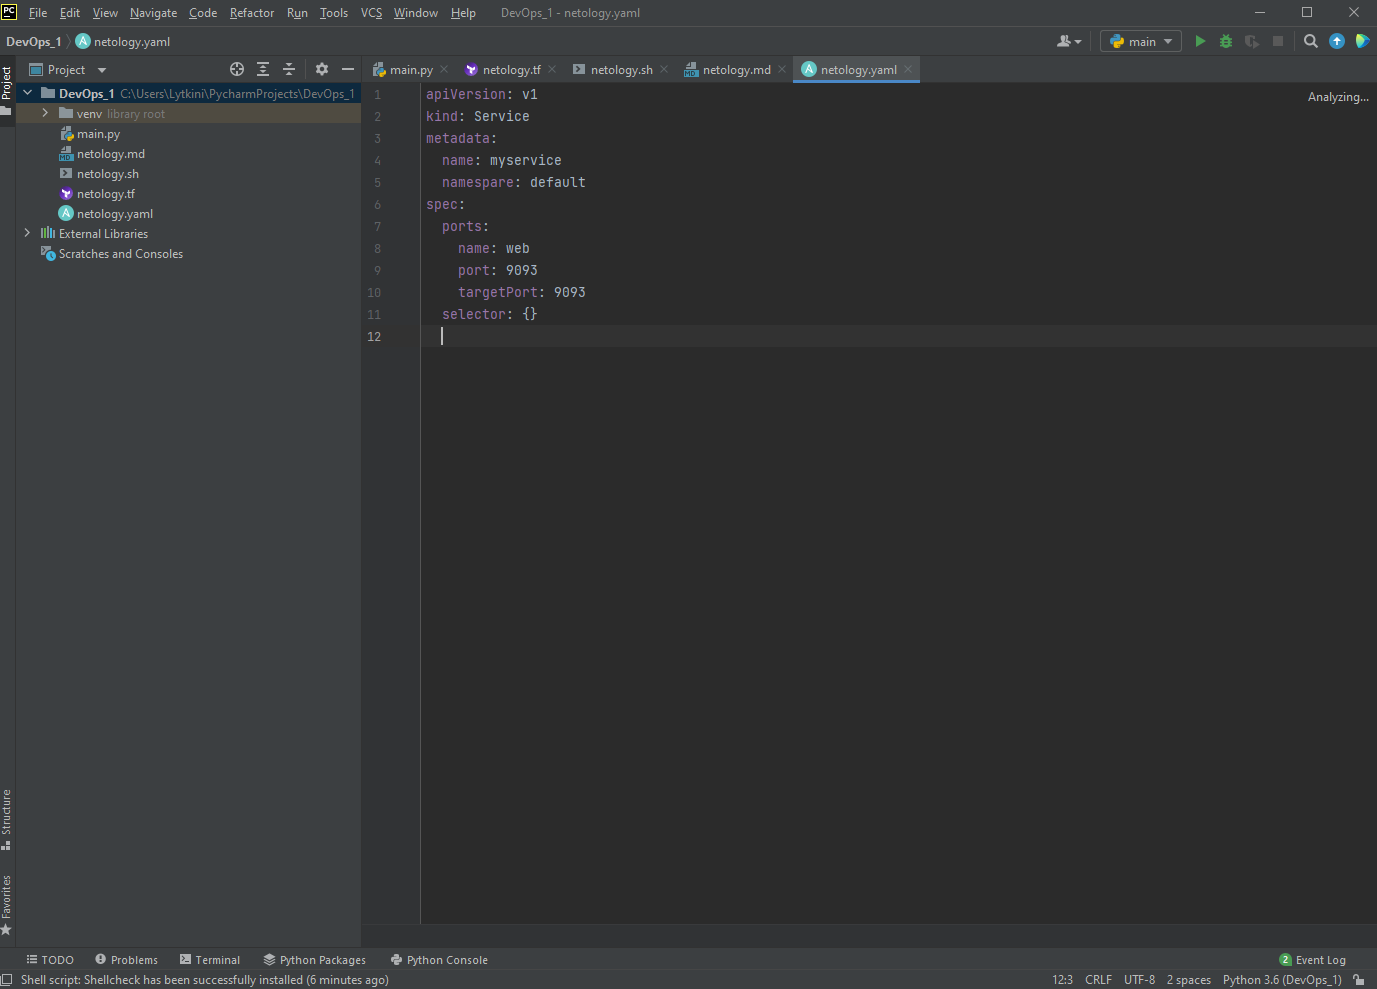 PC File Edit View Navigate Code Refactor Run Tools VCS Window Help DevOps_1 - netology.yaml
DevOps_1 netology.yaml main
Project main.py netology.tf netology.sh netology.md netology.yaml
Project
DevOps_1 C:\Users\Lytkini\PycharmProjects\DevOps_1
venv library root
main.py
netology.md
netology.sh
netology.tf
netology.yaml
External Libraries
Scratches and Consoles
1 apiVersion: v1
2 kind: Service
3 metadata:
4 name: myservice
5 namespare: default
6 spec:
7 ports:
8 name: web
9 port: 9093
10 targetPort: 9093
11 selector: {}
12
Analyzing...
Structure
Favorites
TODO Problems Terminal Python Packages Python Console 2 Event Log
Shell script: Shellcheck has been successfully installed (6 minutes ago) 12:3 CRLF UTF-8 2 spaces Python 3.6 (DevOps_1)